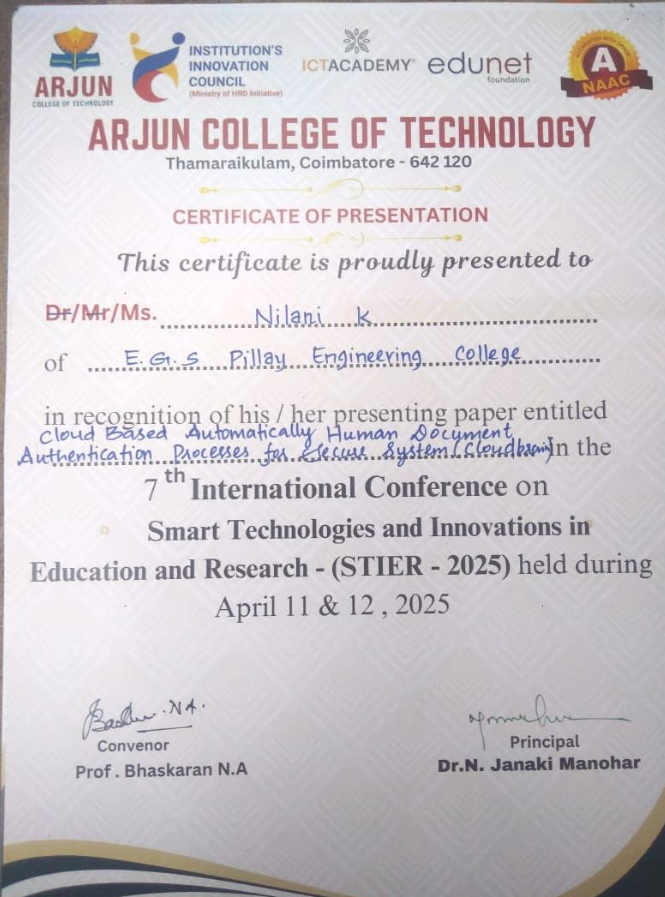 ARJUN
COLLEGE OF TECHNOLOGY
INSTITUTION'S
INNOVATION
COUNCIL
(Ministry of HRD Initiative)
ICTACADEMY
edunet
foundation
A
NAAC
ARJUN COLLEGE OF TECHNOLOGY
Thamaraikulam, Coimbatore - 642 120
CERTIFICATE OF PRESENTATION
This certificate is proudly presented to
Dr/Mr/Ms. Nilani K
of E.G.S Pillay Engineering College
in recognition of his / her presenting paper entitled
Cloud Based Automatically Human Document
Authentication Processes for Secure System (Cloudbrain) In the
7th International Conference on
Smart Technologies and Innovations in
Education and Research - (STIER - 2025) held during
April 11 & 12 , 2025
Convenor
Prof . Bhaskaran N.A
Principal
Dr.N. Janaki Manohar